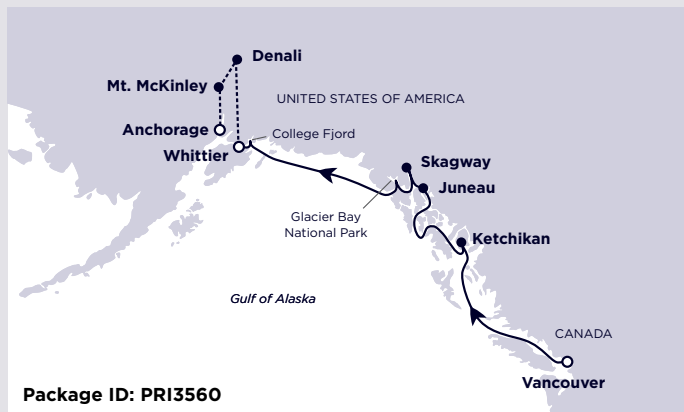 Denali
Mt. McKinley
UNITED STATES OF AMERICA
Anchorage
College Fjord
Whittier
Skagway
Juneau
Glacier Bay
National Park
Ketchikan
Gulf of Alaska
CANADA
Vancouver
Package ID: PRI3560